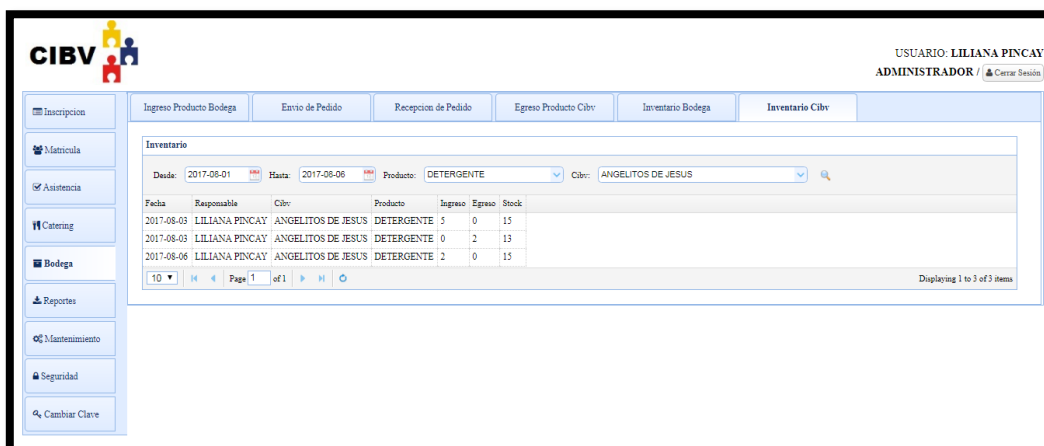 CIBV
USUARIO: LILIANA PINCAY
ADMINISTRADOR / Cerrar Sesión
Inscripcion
Matricula
Asistencia
Catering
Bodega
Reportes
Mantenimiento
Seguridad
Cambiar Clave
Ingreso Producto Bodega Envio de Pedido Recepcion de Pedido Egreso Producto Cibv Inventario Bodega Inventario Cibv
Inventario
Desde: 2017-08-01 Hasta: 2017-08-06 Producto: DETERGENTE Cibv: ANGELITOS DE JESUS
Fecha Responsable Cibv Producto Ingreso Egreso Stock
2017-08-03 LILIANA PINCAY ANGELITOS DE JESUS DETERGENTE 5 0 15
2017-08-03 LILIANA PINCAY ANGELITOS DE JESUS DETERGENTE 0 2 13
2017-08-06 LILIANA PINCAY ANGELITOS DE JESUS DETERGENTE 2 0 15
10 Page 1 of 1 Displaying 1 to 3 of 3 items